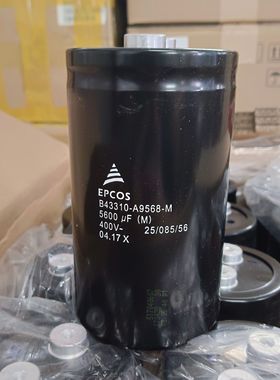 EPCOS
B43310-A9568-M
5600 µF (M)
400V- 25/085/56
04.17 X